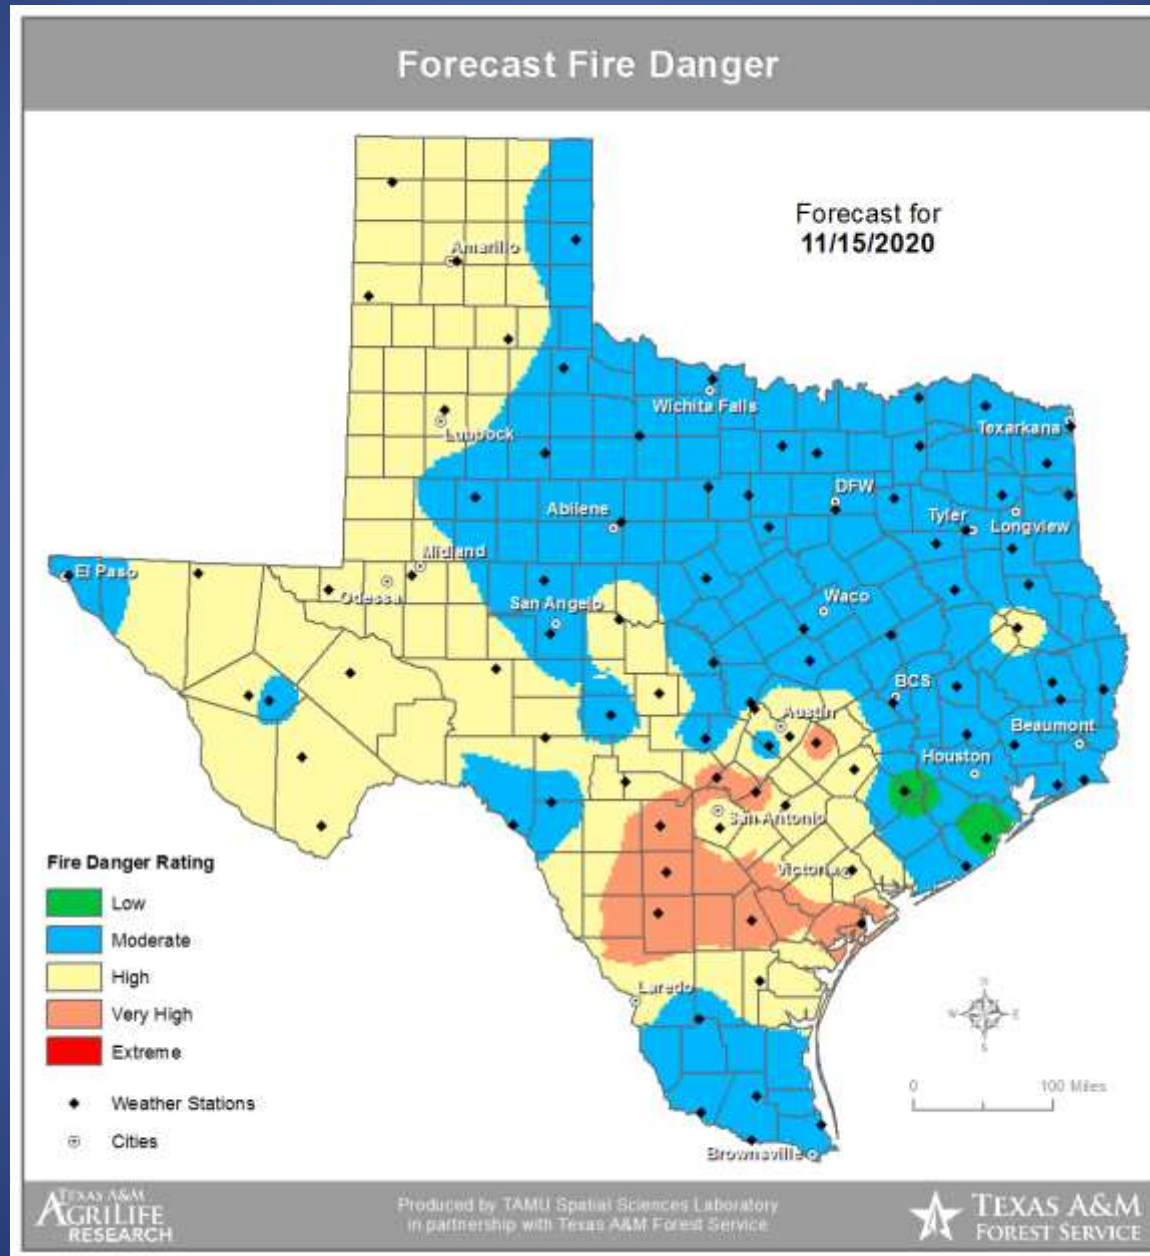 Forecast Fire Danger
Forecast for
11/15/2020
Amarillo
Wichita Falls
Lubbock
Texarkana
DFW
Abilene
Tyler
Longview
Midland
El Paso
Odessa
San Angelo
Waco
BCS
Austin
Beaumont
Houston
San Antonio
Victoria
Laredo
Brownsville
Fire Danger Rating
Low
Moderate
High
Very High
Extreme
Weather Stations
Cities
N
W E
S
0 100 Miles
TEXAS A&M
AGRILIFE
RESEARCH
Produced by TAMU Spatial Sciences Laboratory
in partnership with Texas A&M Forest Service
TEXAS A&M
FOREST SERVICE